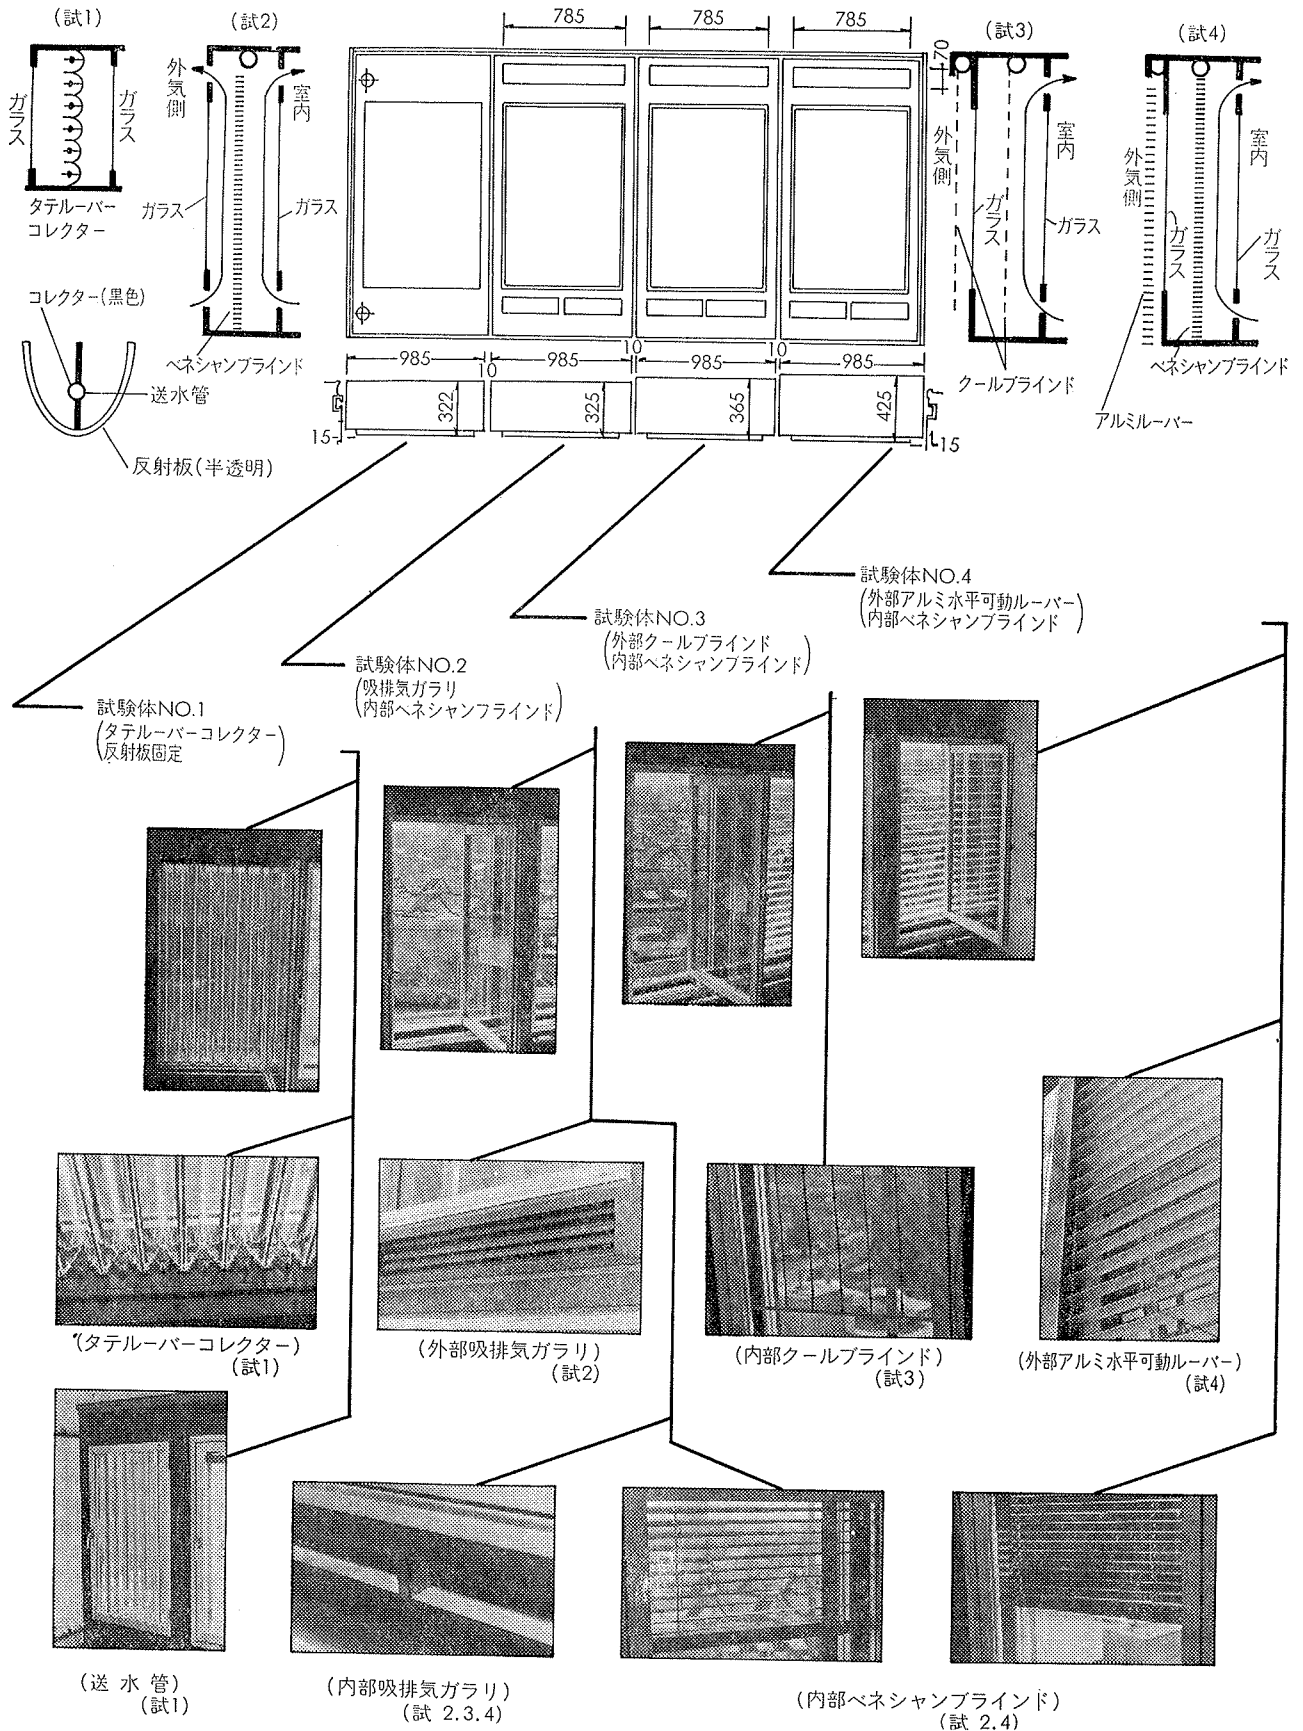 (試1)
ガラス
ガラス
タテルーバー
コレクター
コレクター(黒色)
送水管
反射板(半透明)
(試2)
外気側
室内
ガラス
ガラス
ベネシャンブラインド
785
785
785
70
985
10
985
10
985
10
985
322
325
365
425
15
15
(試3)
外気側
ガラス
室内
ガラス
クールブラインド
(試4)
外気側
ガラス
室内
ガラス
ベネシャンブラインド
アルミルーバー
試験体NO.4
(外部アルミ水平可動ルーバー
内部ベネシャンブラインド)
試験体NO.3
(外部クールブラインド
内部ベネシャンブラインド)
試験体NO.2
(吸排気ガラリ
内部ベネシャンフラインド)
試験体NO.1
(タテルーバーコレクター
反射板固定)
(タテルーバーコレクター)
(試1)
(外部吸排気ガラリ)
(試2)
(内部クールブラインド)
(試3)
(外部アルミ水平可動ルーバー)
(試4)
(送水管)
(試1)
(内部吸排気ガラリ)
(試 2.3.4)
(内部ベネシャンブラインド)
(試 2.4)